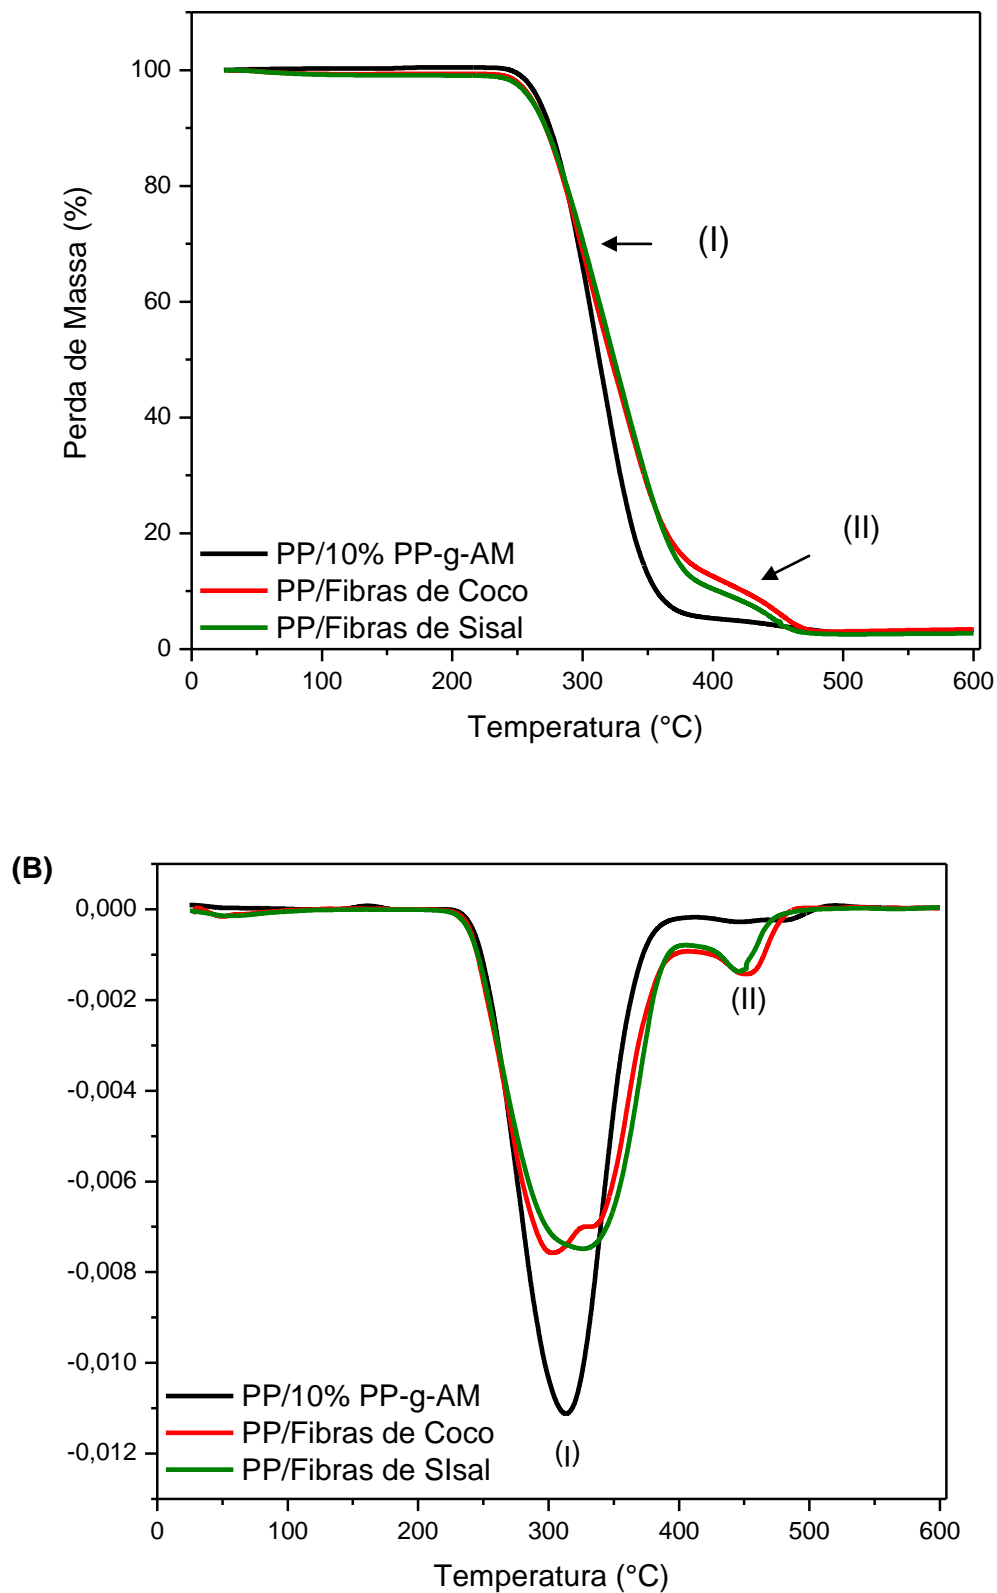 100
80
60
40
20
0
Perda de Massa (%)
(I)
(II)
PP/10% PP-g-AM
PP/Fibras de Coco
PP/Fibras de Sisal
0 100 200 300 400 500 600
Temperatura (°C)
(B)
0,000
-0,002
-0,004
-0,006
-0,008
-0,010
-0,012
(II)
(I)
PP/10% PP-g-AM
PP/Fibras de Coco
PP/Fibras de SIsal
0 100 200 300 400 500 600
Temperatura (°C)